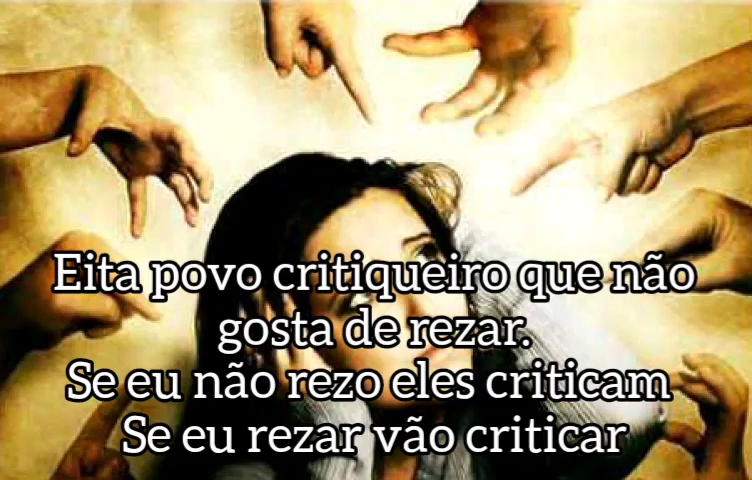 Eita povo critiqueiro que não
gosta de rezar.
Se eu não rezo eles criticam
Se eu rezar vão criticar